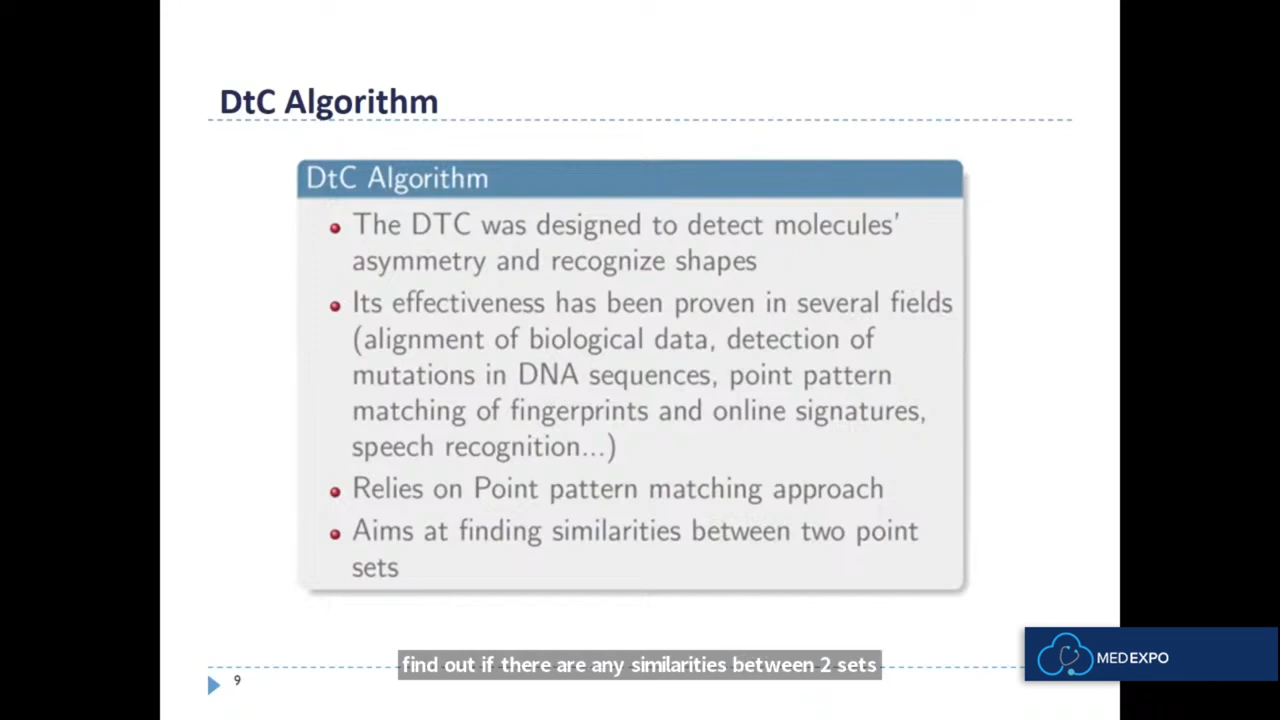 DtC Algorithm
DtC Algorithm
The DTC was designed to detect molecules'
asymmetry and recognize shapes
Its effectiveness has been proven in several fields
(alignment of biological data, detection of
mutations in DNA sequences, point pattern
matching of fingerprints and online signatures,
speech recognition...)
Relies on Point pattern matching approach
Aims at finding similarities between two point
sets
find out if there are any similarities between 2 sets
9
MEDEXPO